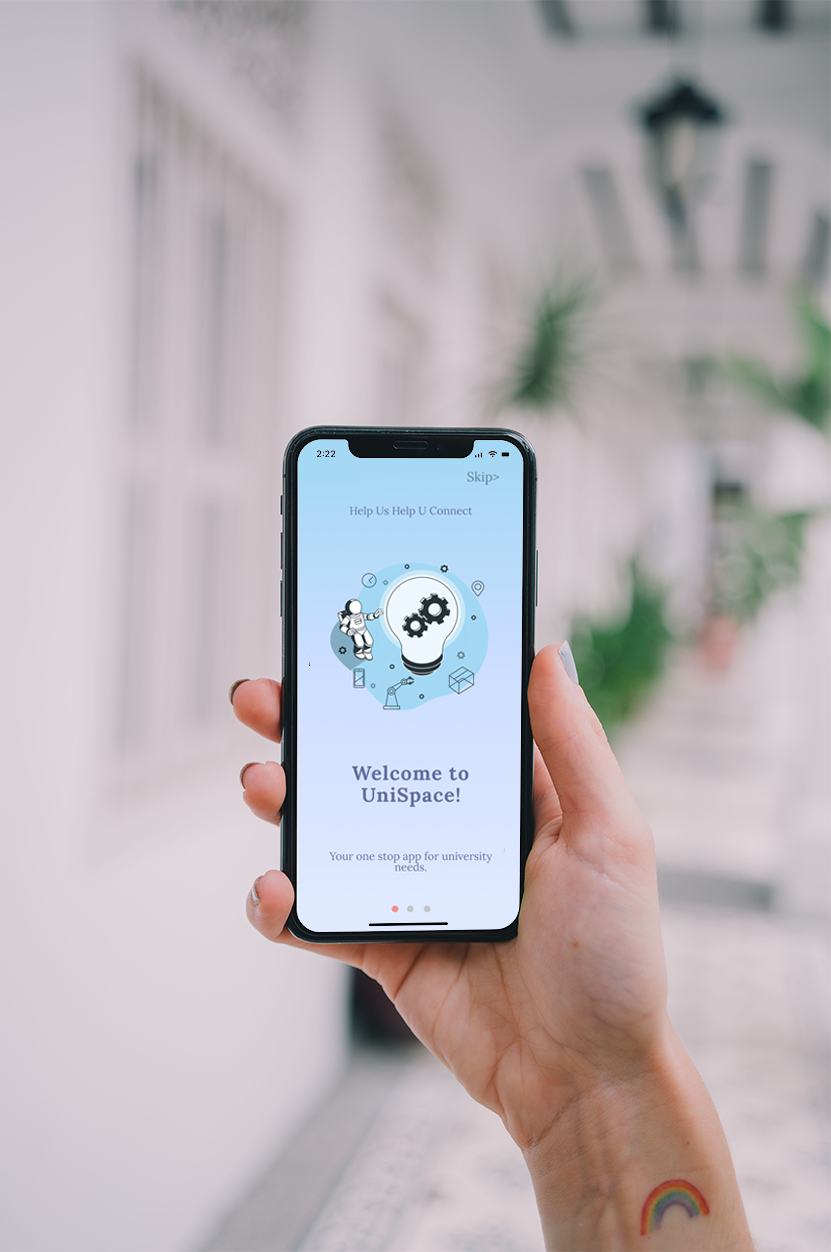 2:22
Skip>
Help Us Help U Connect
Welcome to
UniSpace!
Your one stop app for university
needs.